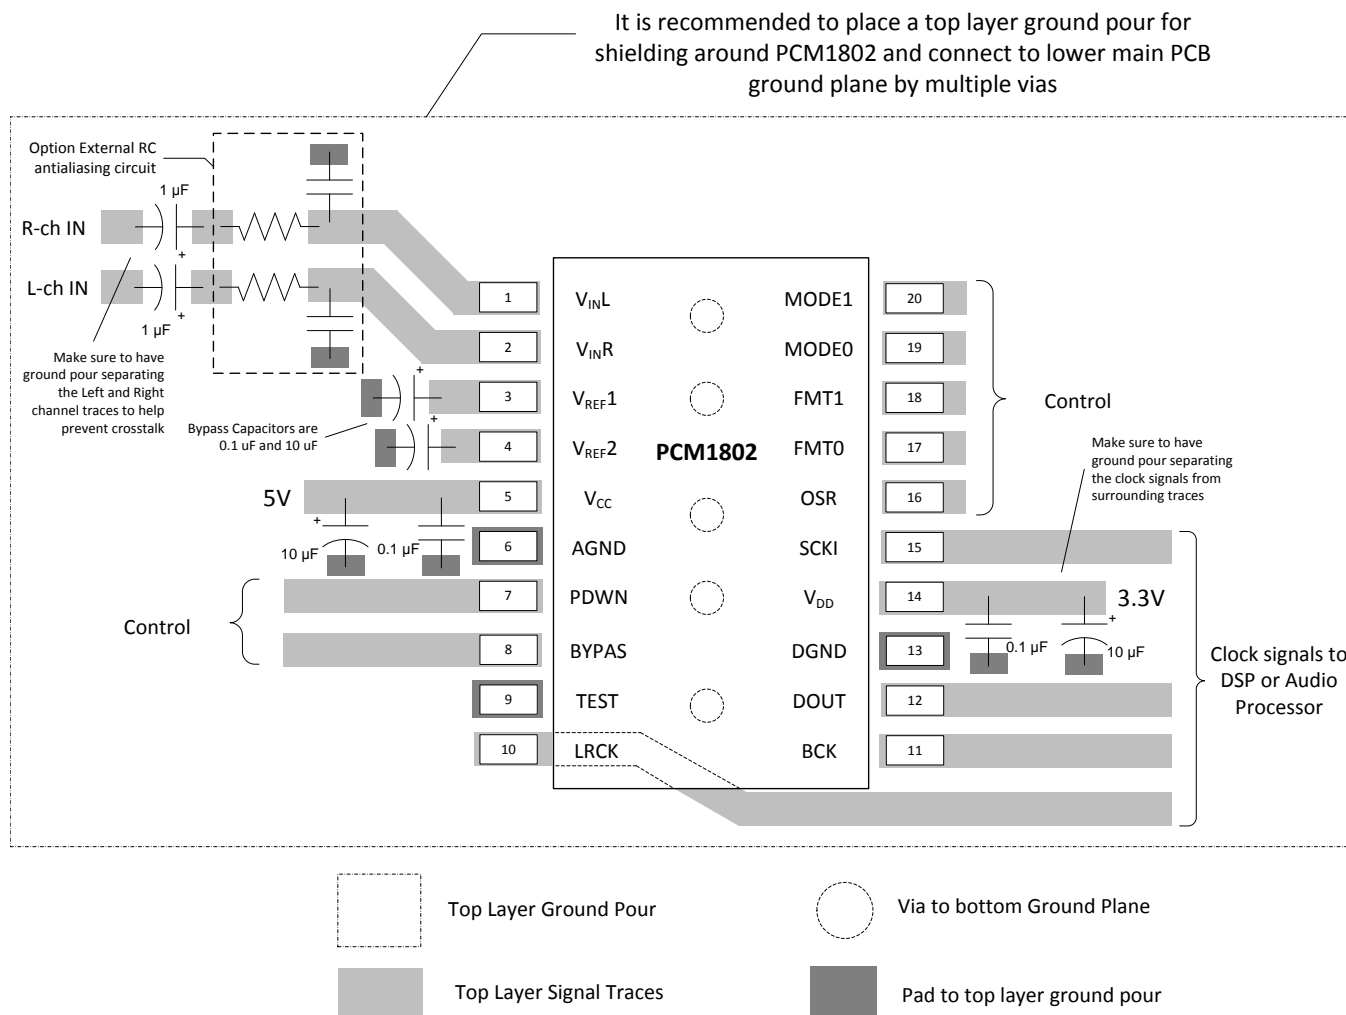 It is recommended to place a top layer ground pour for
shielding around PCM1802 and connect to lower main PCB
ground plane by multiple vias
Option External RC
antialiasing circuit
1 µF
R-ch IN
+
L-ch IN
+
1 µF
Make sure to have
ground pour separating
the Left and Right
channel traces to help
prevent crosstalk
+
+
Bypass Capacitors are
0.1 uF and 10 uF
5V
+
10 µF
0.1 µF
Control
1
2
3
4
5
6
7
8
9
10
VINL
VINR
VREF1
VREF2
VCC
AGND
PDWN
BYPAS
TEST
LRCK
PCM1802
MODE1
MODE0
FMT1
FMT0
OSR
SCKI
VDD
DGND
DOUT
BCK
20
19
18
17
16
15
14
13
12
11
Control
Make sure to have
ground pour separating
the clock signals from
surrounding traces
3.3V
+
0.1 µF
10 µF
Clock signals to
DSP or Audio
Processor
Top Layer Ground Pour
Via to bottom Ground Plane
Top Layer Signal Traces
Pad to top layer ground pour